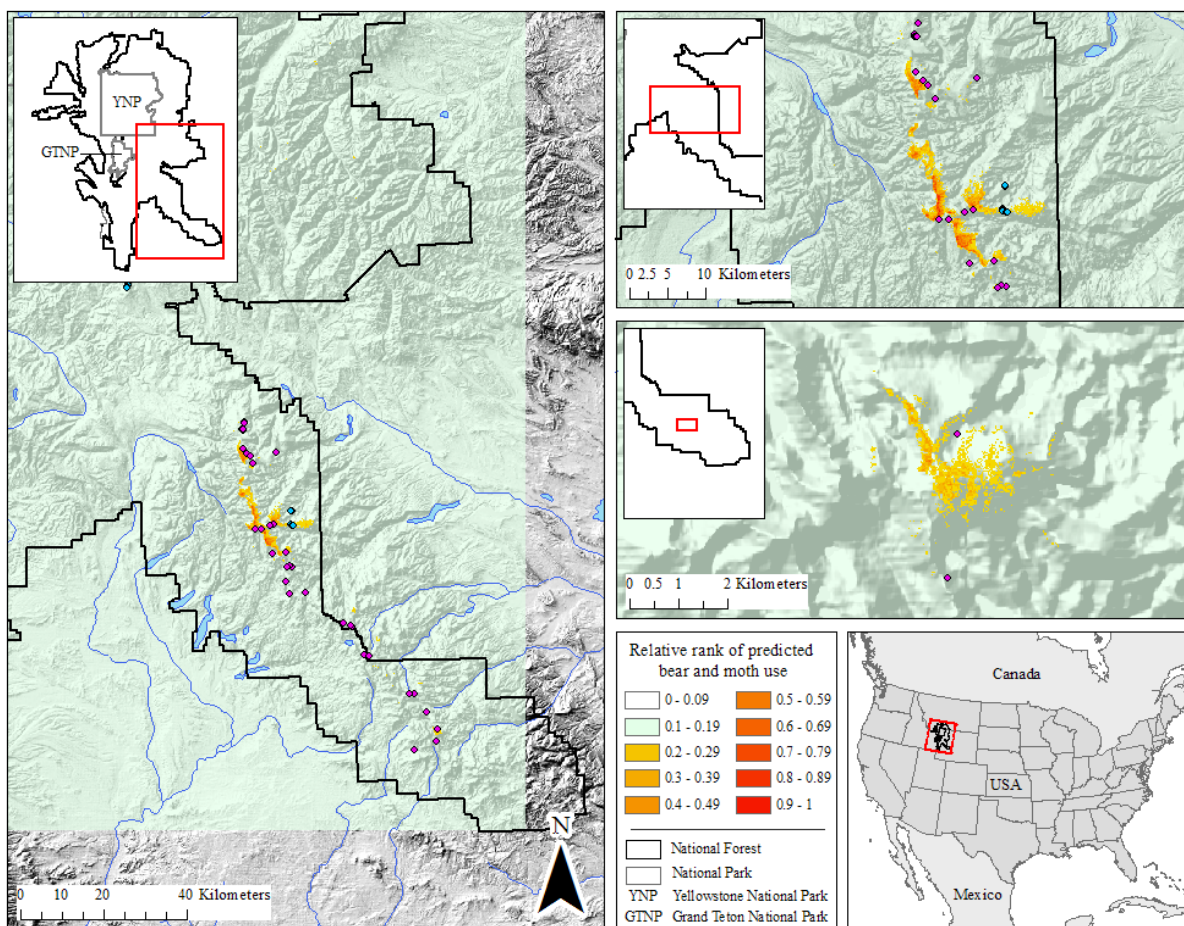 YNP
GTNP
N
0 10 20 40 Kilometers
0 2.5 5 10 Kilometers
0 0.5 1 2 Kilometers
Relative rank of predicted
bear and moth use
0 - 0.09
0.1 - 0.19
0.2 - 0.29
0.3 - 0.39
0.4 - 0.49
0.5 - 0.59
0.6 - 0.69
0.7 - 0.79
0.8 - 0.89
0.9 - 1
National Forest
National Park
YNP Yellowstone National Park
GTNP Grand Teton National Park
Canada
USA
Mexico